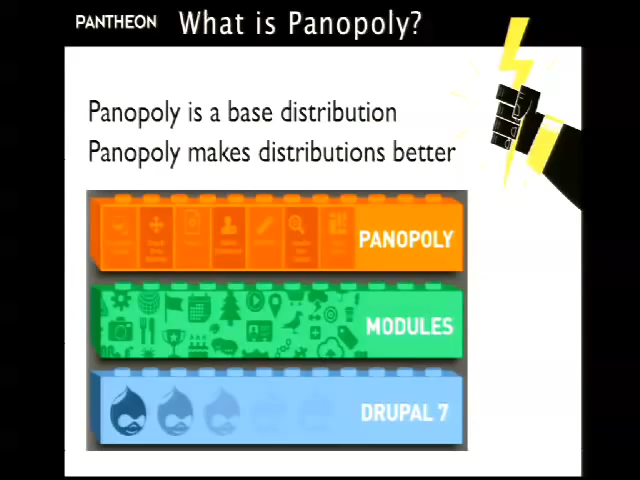 PANTHEON
What is Panopoly?
Panopoly is a base distribution
Panopoly makes distributions better
PANOPOLY
MODULES
DRUPAL 7